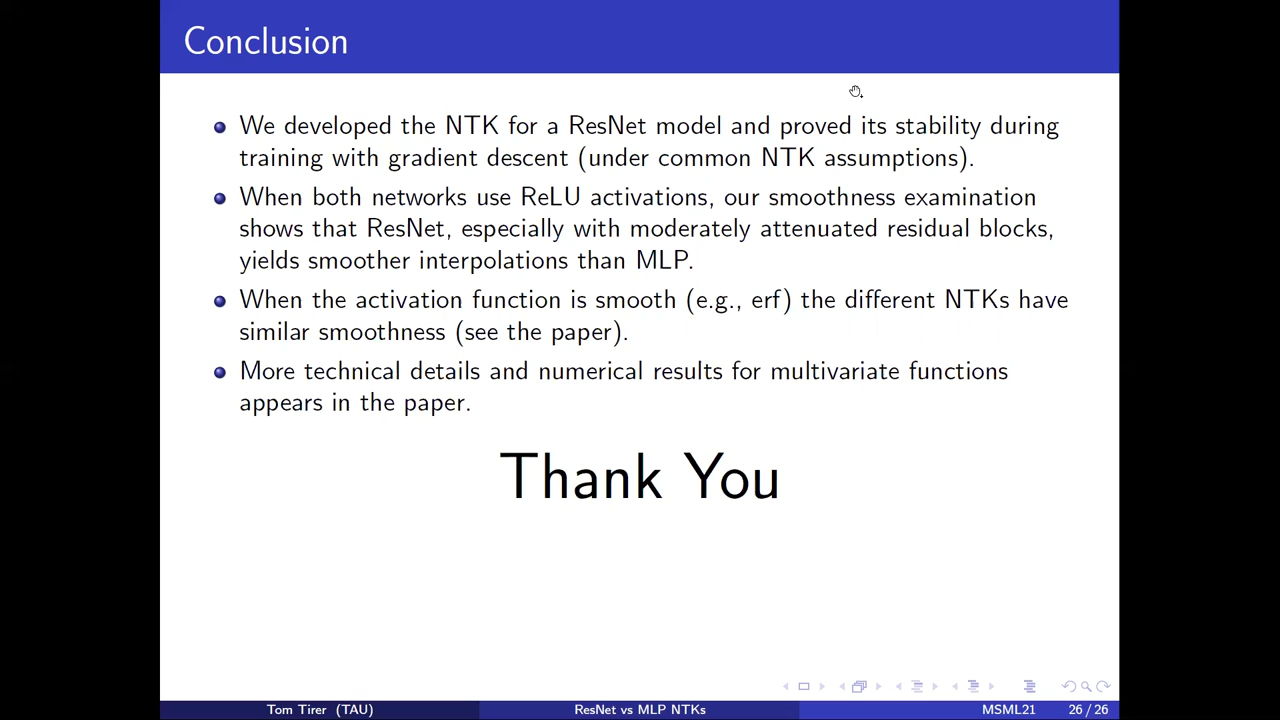 Conclusion
We developed the NTK for a ResNet model and proved its stability during
training with gradient descent (under common NTK assumptions).
When both networks use ReLU activations, our smoothness examination
shows that ResNet, especially with moderately attenuated residual blocks,
yields smoother interpolations than MLP.
When the activation function is smooth (e.g., erf) the different NTKs have
similar smoothness (see the paper).
More technical details and numerical results for multivariate functions
appears in the paper.
Thank You
Tom Tirer (TAU) ResNet vs MLP NTKs MSML21 26 / 26